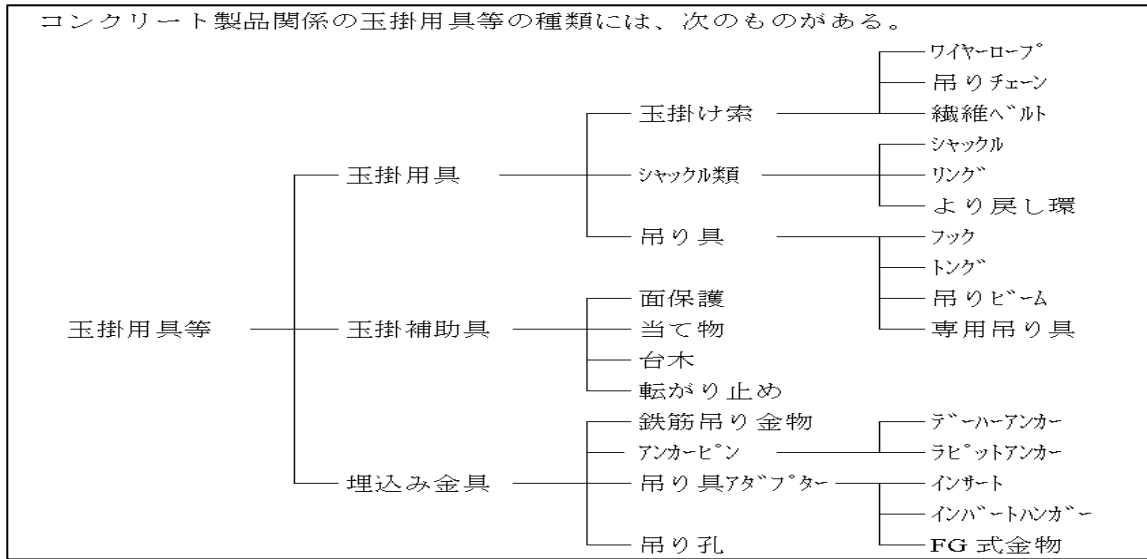 コンクリート製品関係の玉掛用具等の種類には、次のものがある。
ワイヤーロープ
吊りチェーン
玉掛け索
繊維ベルト
シャックル
玉掛用具
シャックル類
リング
より戻し環
吊り具
フック
トング
面保護
吊りビーム
玉掛用具等
玉掛補助具
当て物
専用吊り具
台木
転がり止め
鉄筋吊り金物
デーハーアンカー
アンカーピン
ラピットアンカー
埋込み金具
吊り具アダプター
インサート
インバートハンガー
吊り孔
FG式金物